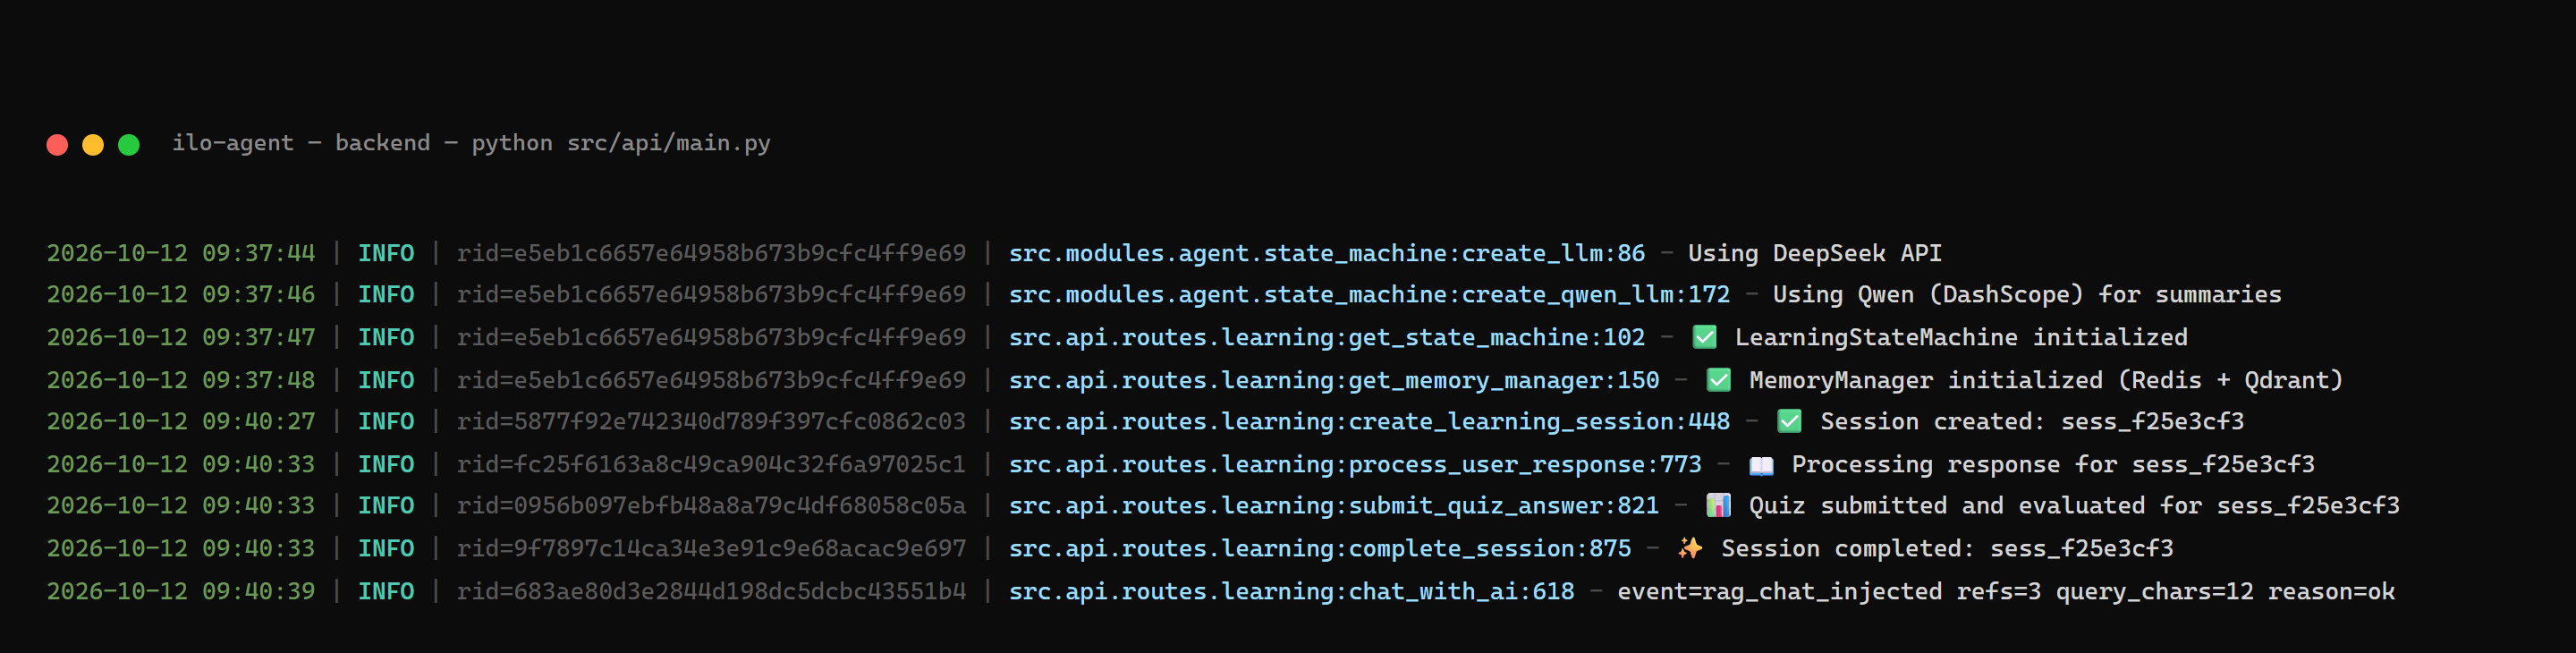 ilo-agent — backend — python src/api/main.py
2026-10-12 09:37:44 | INFO | rid=e5eb1c6657e64958b673b9cfc4ff9e69 | src.modules.agent.state_machine:create_llm:86 - Using DeepSeek API
2026-10-12 09:37:46 | INFO | rid=e5eb1c6657e64958b673b9cfc4ff9e69 | src.modules.agent.state_machine:create_qwen_llm:172 - Using Qwen (DashScope) for summaries
2026-10-12 09:37:47 | INFO | rid=e5eb1c6657e64958b673b9cfc4ff9e69 | src.api.routes.learning:get_state_machine:102 - ✅ LearningStateMachine initialized
2026-10-12 09:37:48 | INFO | rid=e5eb1c6657e64958b673b9cfc4ff9e69 | src.api.routes.learning:get_memory_manager:150 - ✅ MemoryManager initialized (Redis + Qdrant)
2026-10-12 09:40:27 | INFO | rid=5877f92e742340d789f397cfc0862c03 | src.api.routes.learning:create_learning_session:448 - ✅ Session created: sess_f25e3cf3
2026-10-12 09:40:33 | INFO | rid=fc25f6163a8c49ca904c32f6a97025c1 | src.api.routes.learning:process_user_response:773 - 📖 Processing response for sess_f25e3cf3
2026-10-12 09:40:33 | INFO | rid=0956b097ebfb48a8a79c4df68058c05a | src.api.routes.learning:submit_quiz_answer:821 - 📊 Quiz submitted and evaluated for sess_f25e3cf3
2026-10-12 09:40:33 | INFO | rid=9f7897c14ca34e3e91c9e68acac9e697 | src.api.routes.learning:complete_session:875 - ✨ Session completed: sess_f25e3cf3
2026-10-12 09:40:39 | INFO | rid=683ae80d3e2844d198dc5dcbc43551b4 | src.api.routes.learning:chat_with_ai:618 - event=rag_chat_injected refs=3 query_chars=12 reason=ok